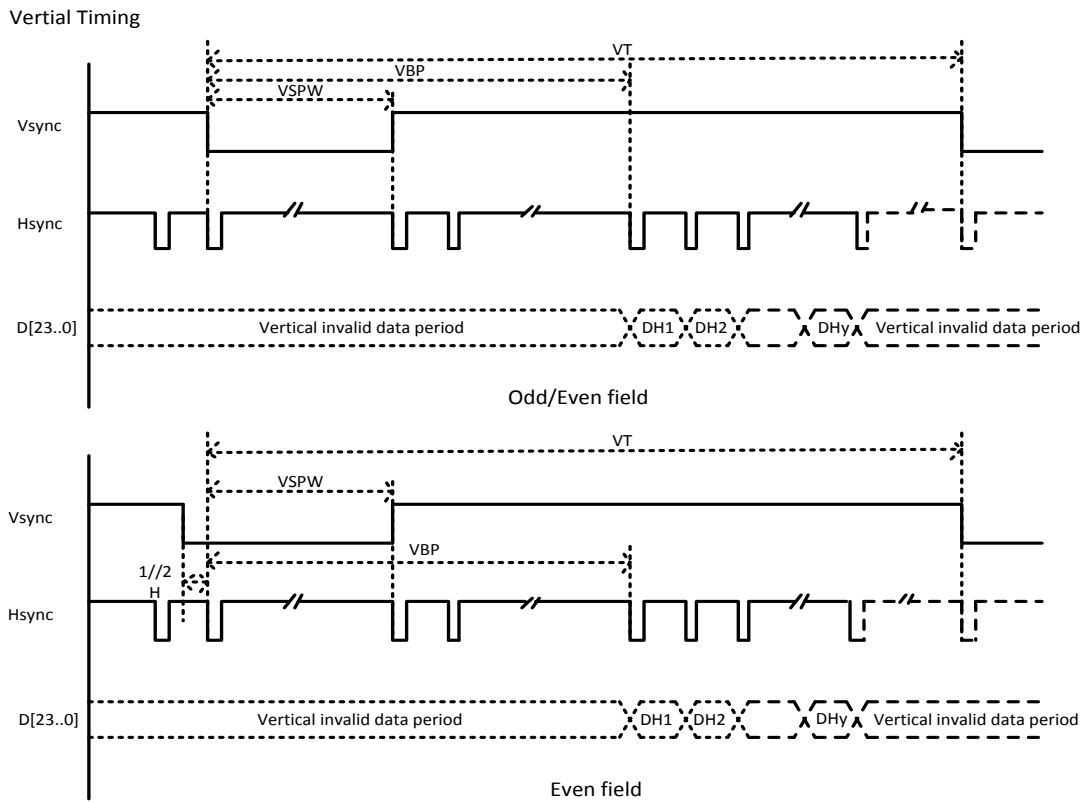 Vertial Timing
VT
VBP
VSPW
Vsync
Hsync
D[23..0]
Vertical invalid data period
DH1
DH2
DHy
Vertical invalid data period
Odd/Even field
VT
VSPW
Vsync
VBP
1//2
H
Hsync
D[23..0]
Vertical invalid data period
DH1
DH2
DHy
Vertical invalid data period
Even field